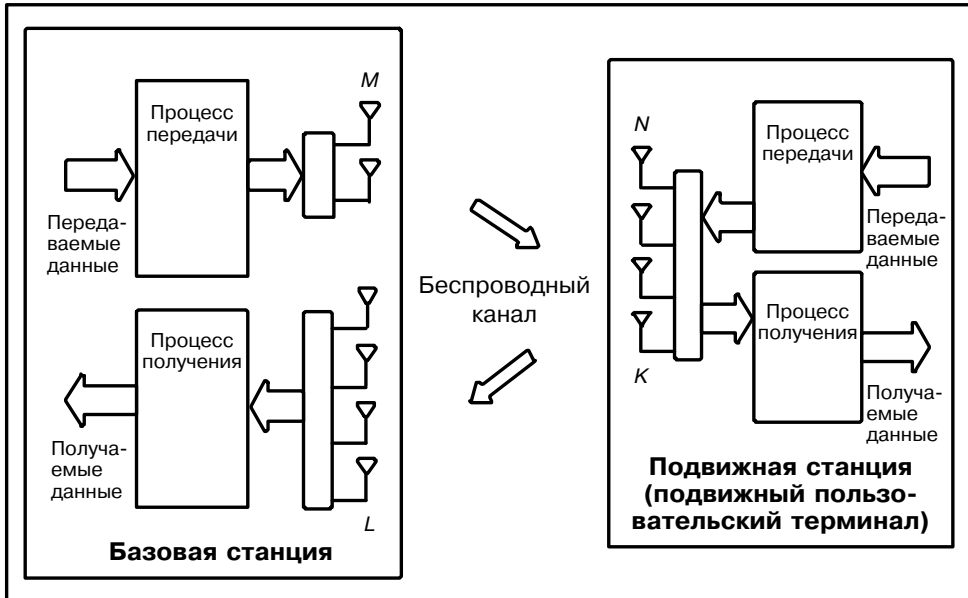 M
Процесс
передачи
Переда-
ваемые
данные
Процесс
получения
Получа-
емые
данные
L
Базовая станция
Беспроводный
канал
N
Процесс
передачи
Переда-
ваемые
данные
Процесс
получения
K
Получа-
емые
данные
Подвижная станция
(подвижный пользо-
вательский терминал)